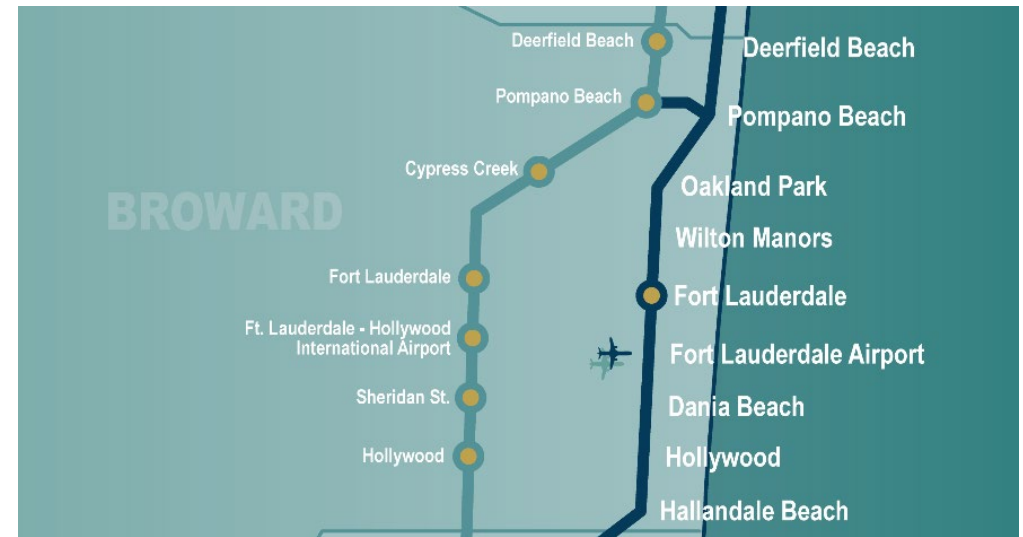 Deerfield Beach
Deerfield Beach
Pompano Beach
Pompano Beach
Cypress Creek
Oakland Park
BROWARD
Wilton Manors
Fort Lauderdale
Fort Lauderdale
Ft. Lauderdale - Hollywood
International Airport
Fort Lauderdale Airport
Sheridan St.
Dania Beach
Hollywood
Hollywood
Hallandale Beach